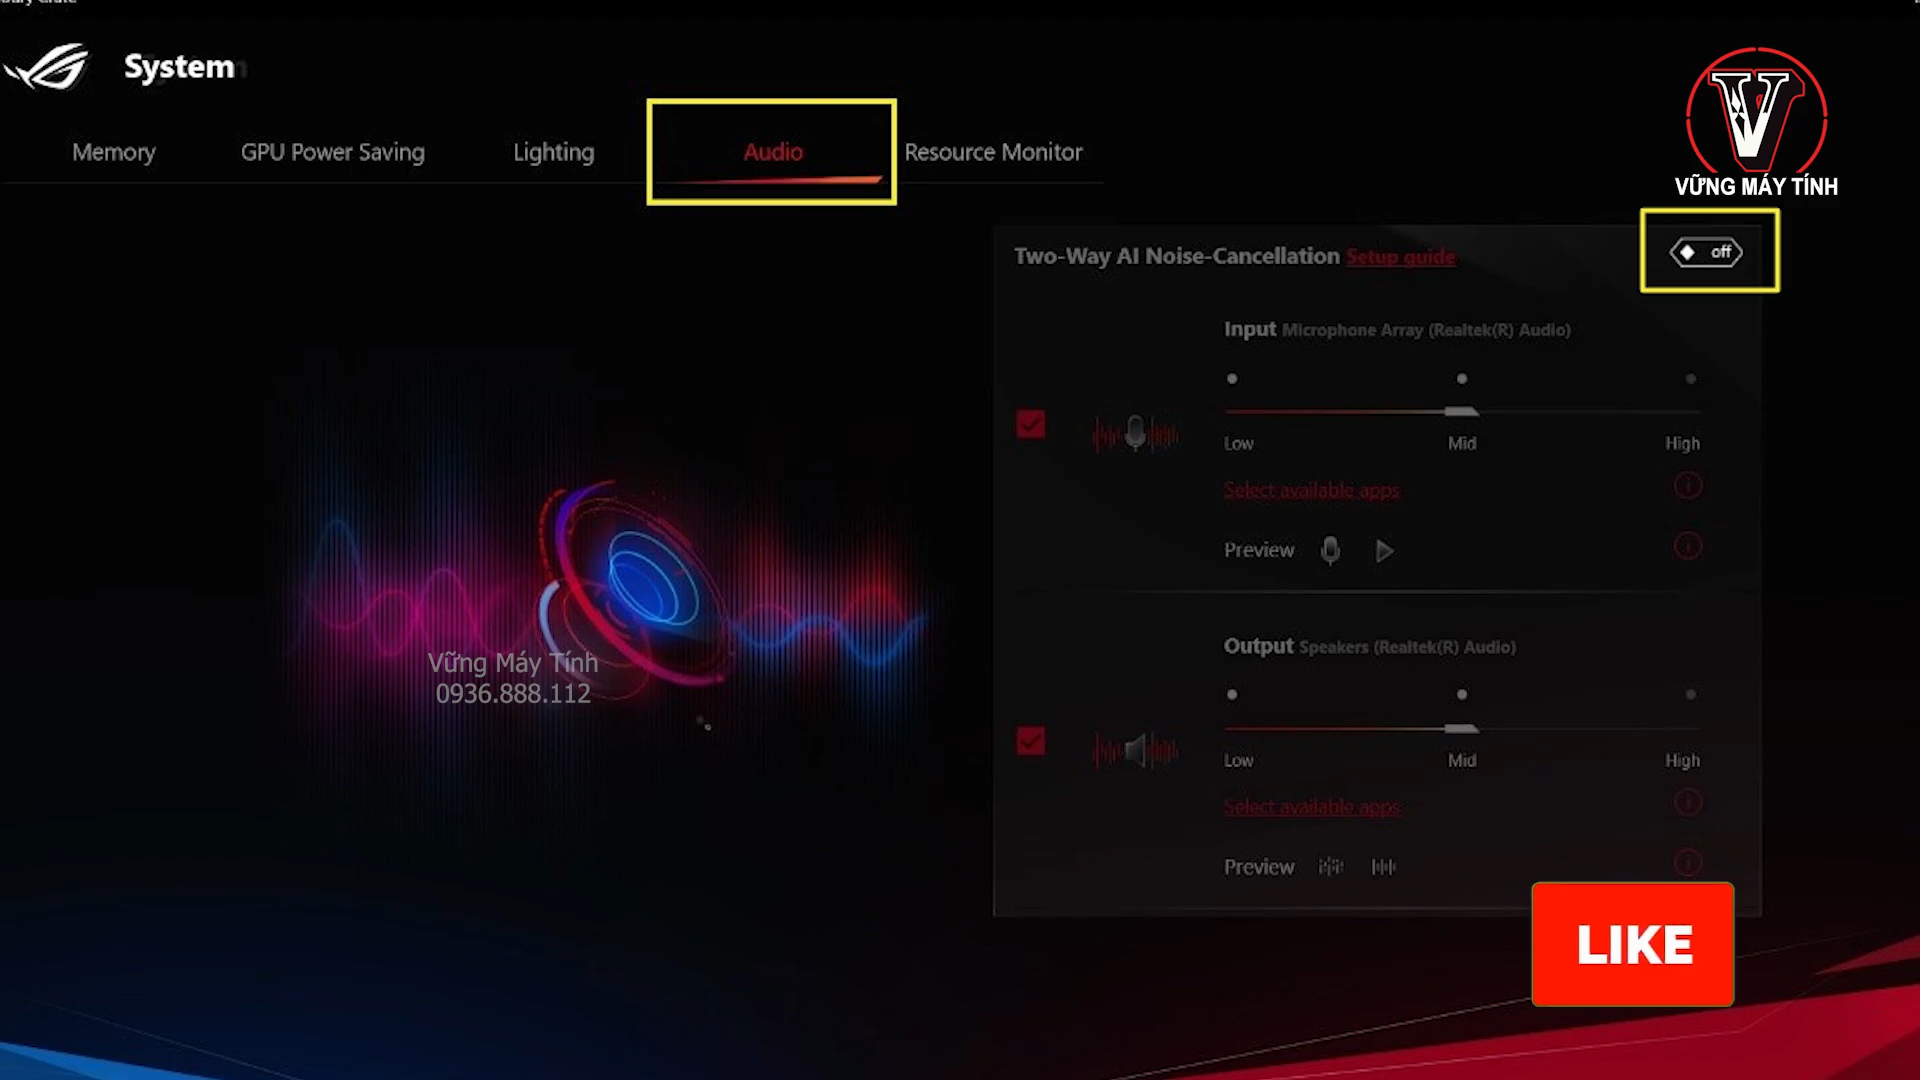 System
Memory
GPU Power Saving
Lighting
Audio
Resource Monitor
VỮNG MÁY TÍNH
Two-Way AI Noise-Cancellation Setup guide
off
Input Microphone Array (Realtek(R) Audio)
Low
Mid
High
Select available apps
Preview
Output Speakers (Realtek(R) Audio)
Low
Mid
High
Select available apps
Preview
Vững Máy Tính
0936.888.112
LIKE